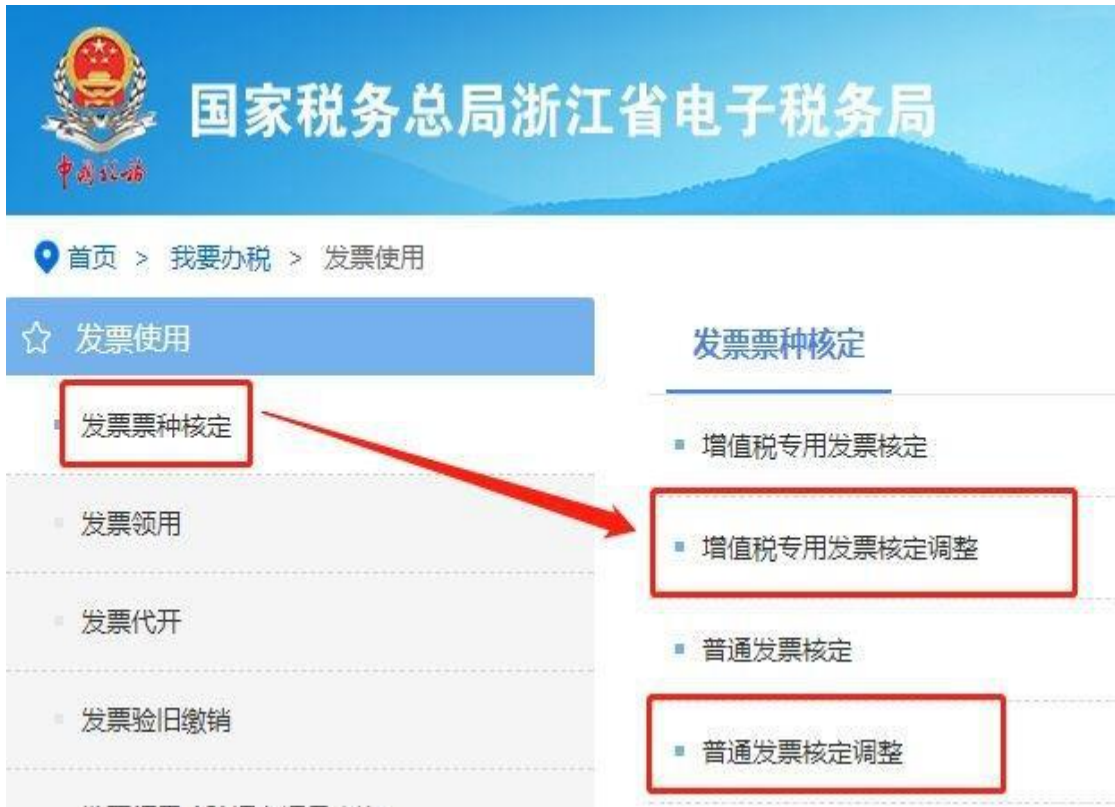 国家税务总局浙江省电子税务局
中国税务
首页 > 我要办税 > 发票使用
发票使用
发票票种核定
发票领用
发票代开
发票验旧缴销
发票票种核定
增值税专用发票核定
增值税专用发票核定调整
普通发票核定
普通发票核定调整